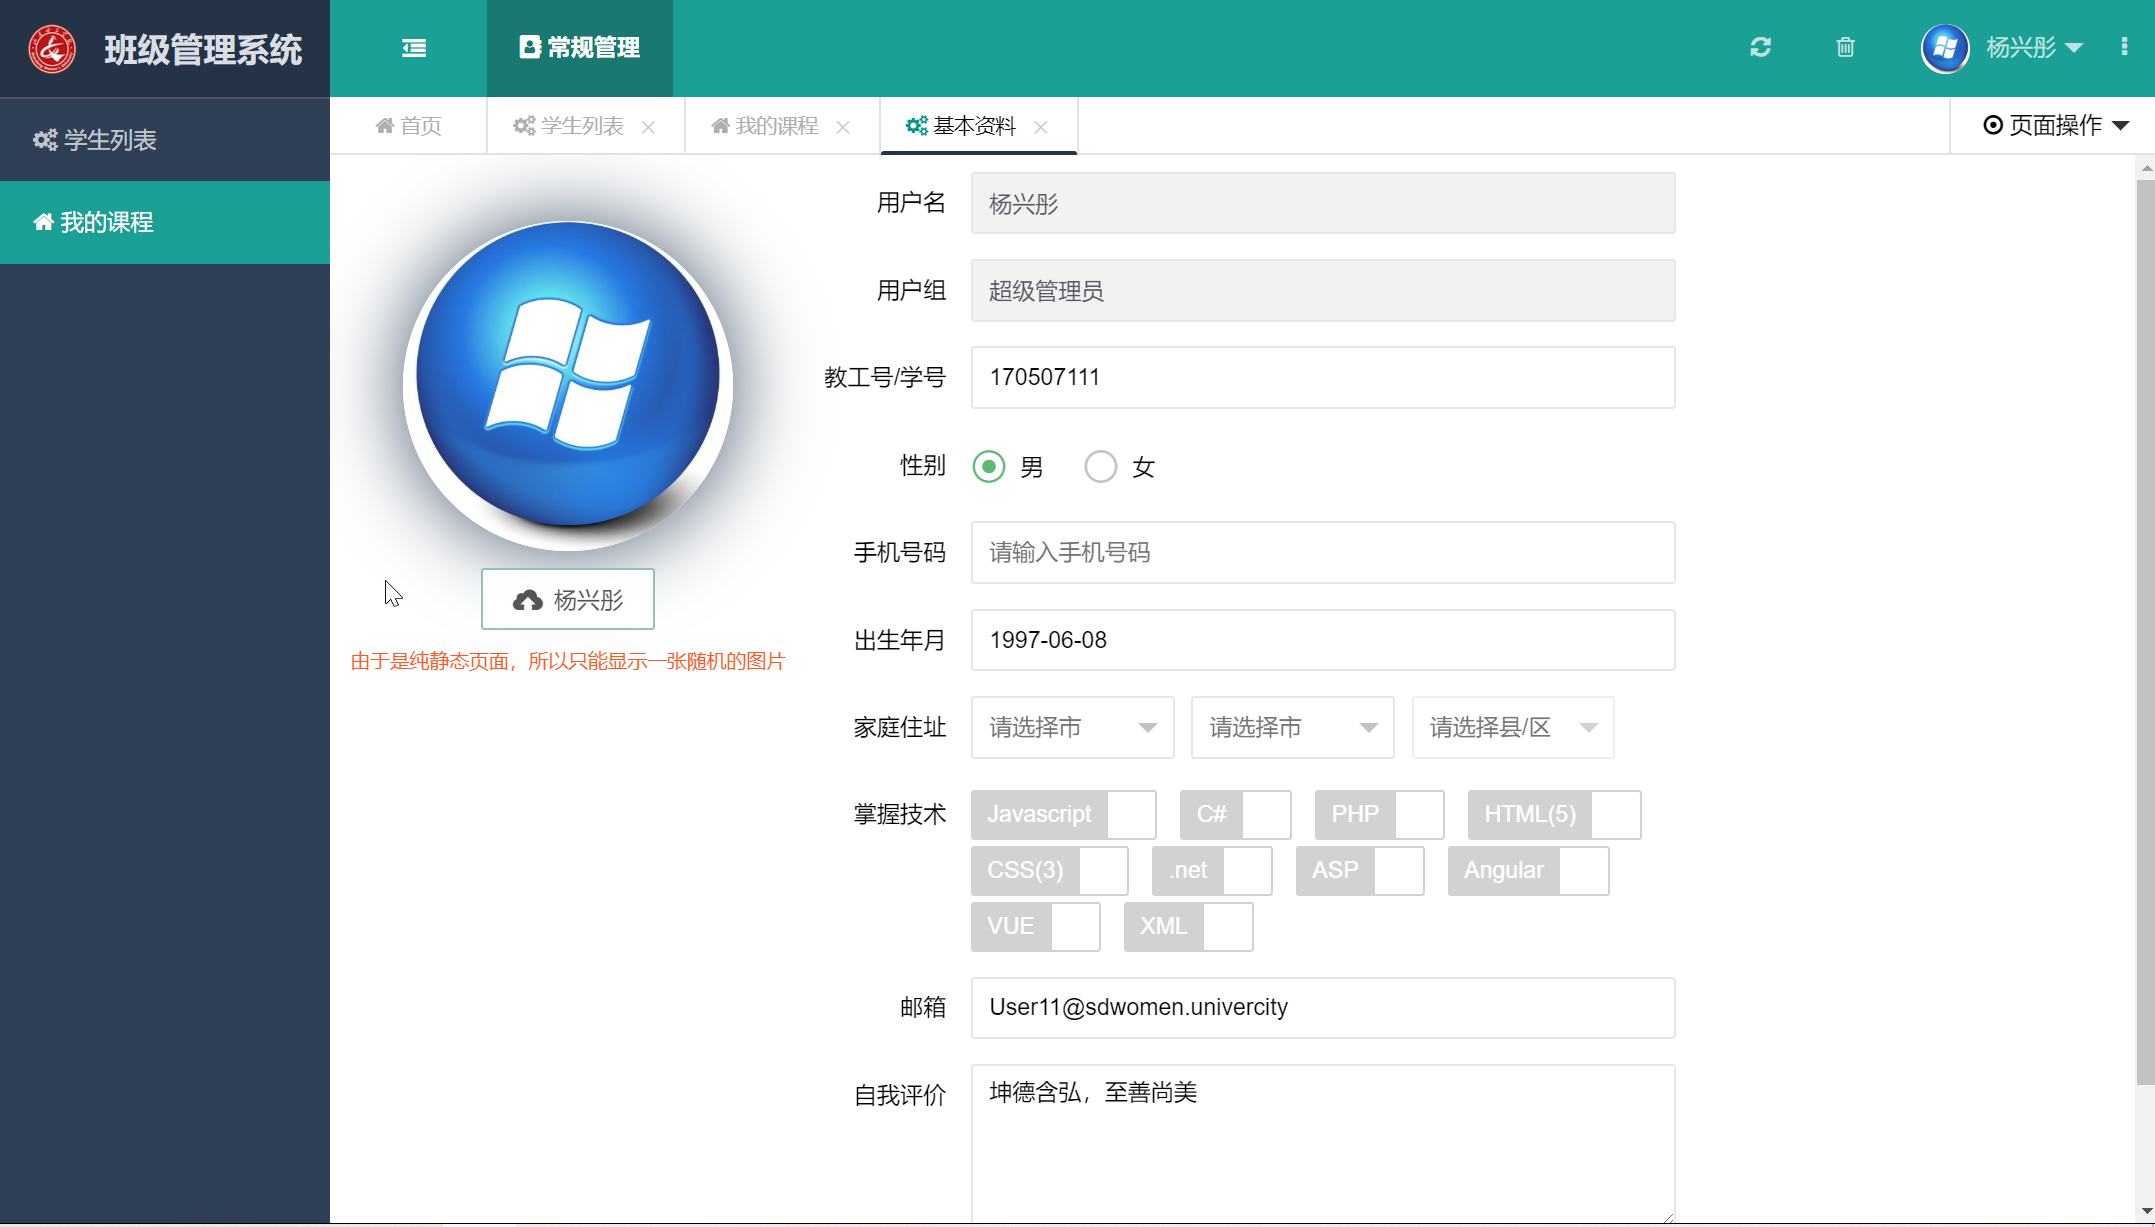 班级管理系统
常规管理
杨兴彤
学生列表
我的课程
首页
学生列表
我的课程
基本资料
页面操作
杨兴彤
由于是纯静态页面，所以只能显示一张随机的图片
用户名 杨兴彤
用户组 超级管理员
教工号/学号 170507111
性别 男 女
手机号码 请输入手机号码
出生年月 1997-06-08
家庭住址 请选择市 请选择市 请选择县/区
掌握技术 Javascript C# PHP HTML(5)
CSS(3) .net ASP Angular
VUE XML
邮箱 User11@sdwomen.univercity
自我评价 坤德含弘，至善尚美